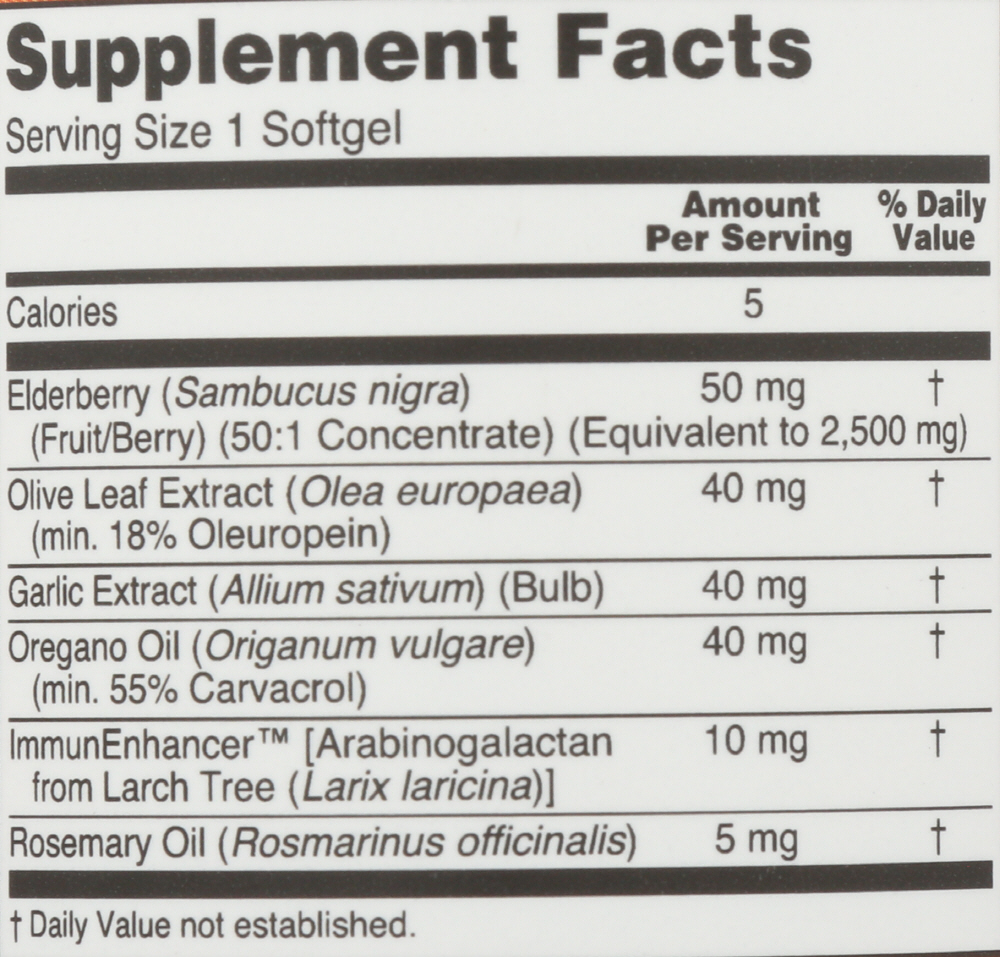 Supplement Facts
Serving Size 1 Softgel
Amount Per Serving % Daily Value
Calories 5
Elderberry (Sambucus nigra) 50 mg †
(Fruit/Berry) (50:1 Concentrate) (Equivalent to 2,500 mg)
Olive Leaf Extract (Olea europaea) 40 mg †
(min. 18% Oleuropein)
Garlic Extract (Allium sativum) (Bulb) 40 mg †
Oregano Oil (Origanum vulgare) 40 mg †
(min. 55% Carvacrol)
ImmunEnhancer™ [Arabinogalactan 10 mg †
from Larch Tree (Larix laricina)]
Rosemary Oil (Rosmarinus officinalis) 5 mg †
† Daily Value not established.